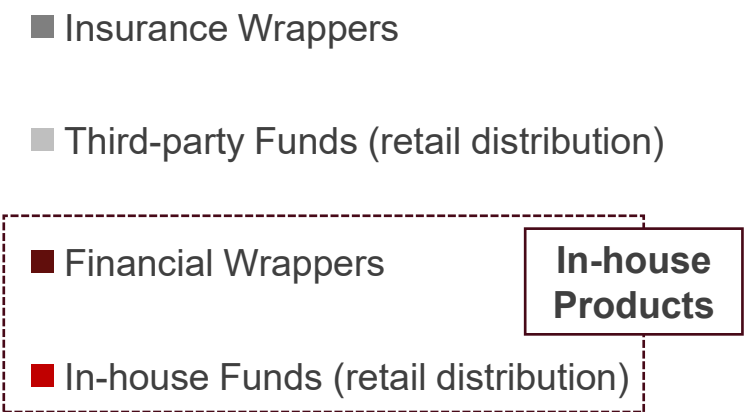 Insurance Wrappers
Third-party Funds (retail distribution)
Financial Wrappers
In-house
Products
In-house Funds (retail distribution)